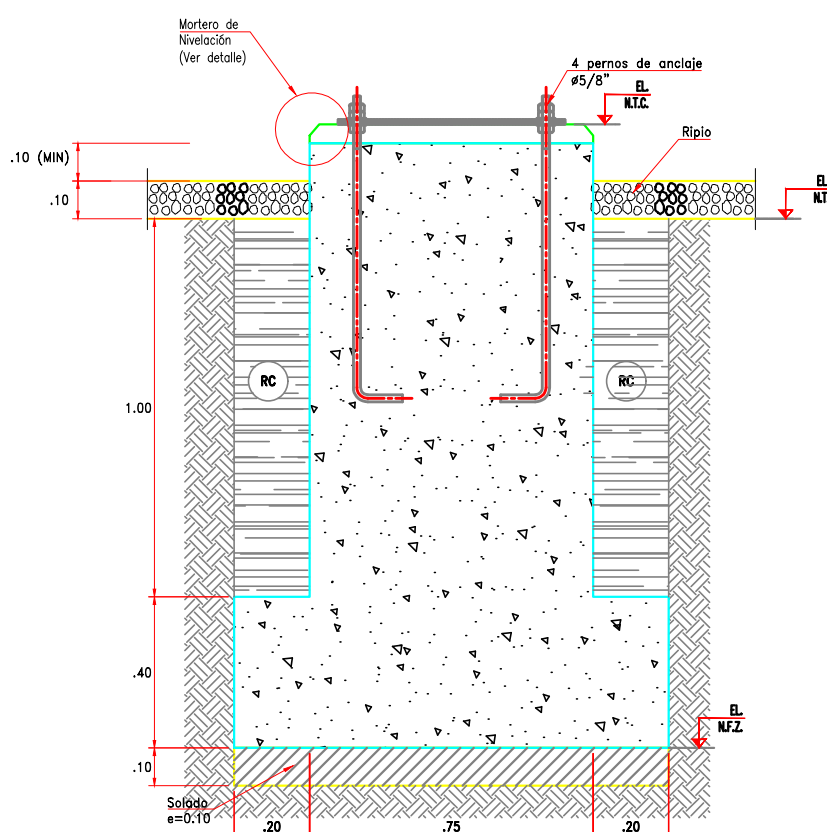 Mortero de
Nivelación
(Ver detalle)
4 pernos de anclaje
ø5/8"
EL.
N.T.C.
Ripio
.10 (MIN)
.10
EL
N.T.
RC
RC
1.00
.40
EL.
N.F.Z.
.10
Solado
e=0.10
.20
.75
.20